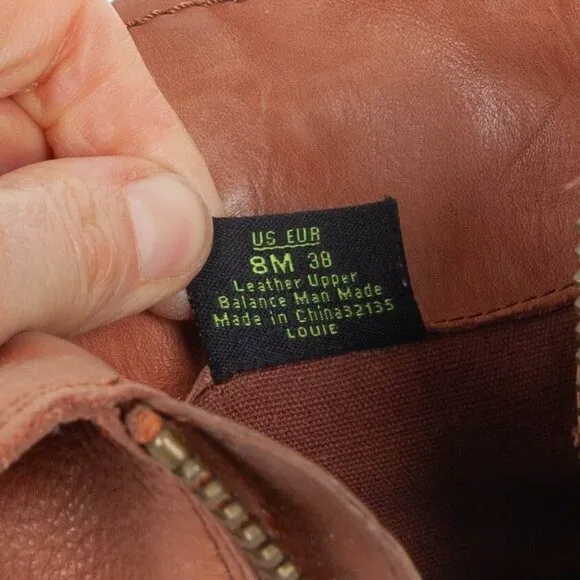 US EUR
8M 38
Leather Upper
Balance Man Made
Made in China32135
LOUIE